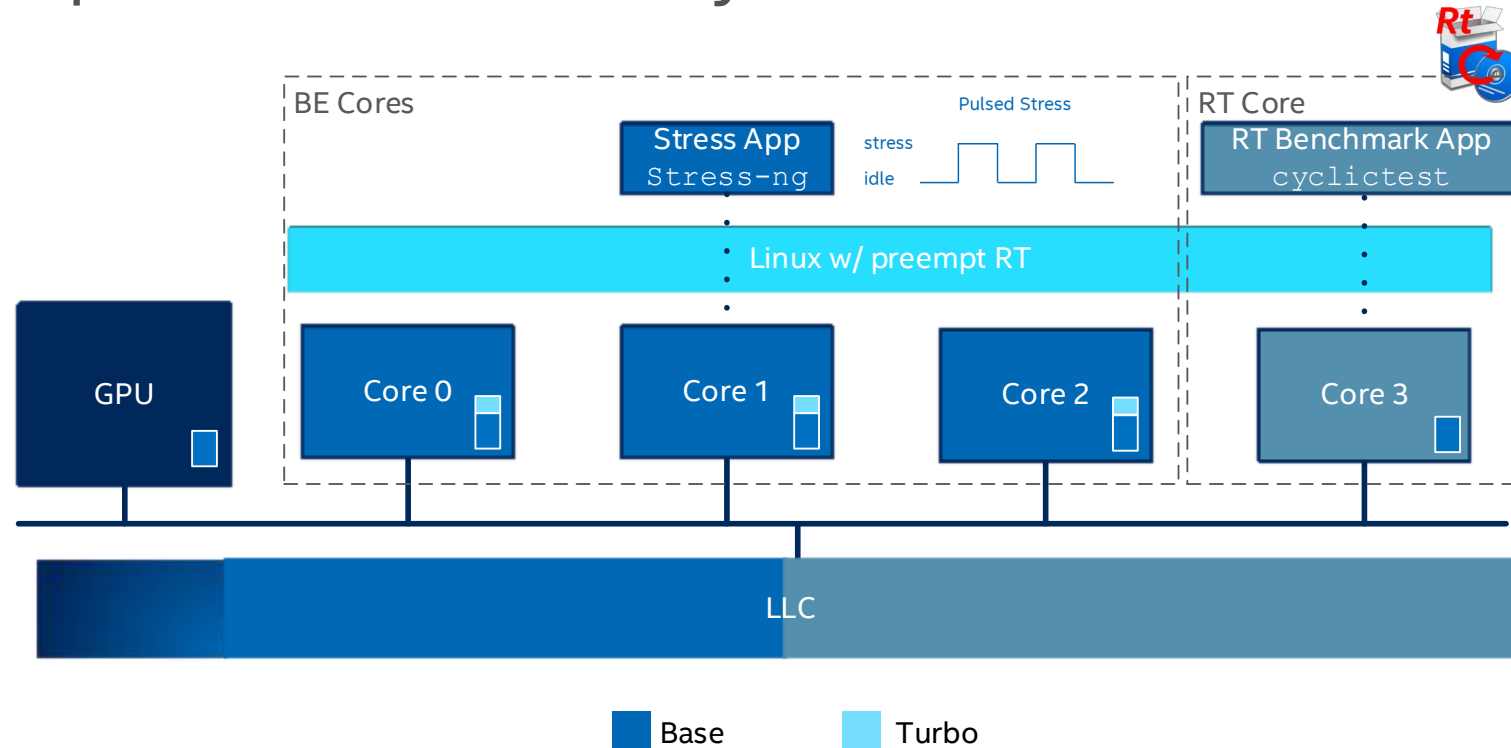 Rt
BE Cores
Pulsed Stress
RT Core
Stress App
Stress-ng
stress
idle
RT Benchmark App
cyclictest
Linux w/ preempt RT
GPU
Core 0
Core 1
Core 2
Core 3
LLC
Base
Turbo